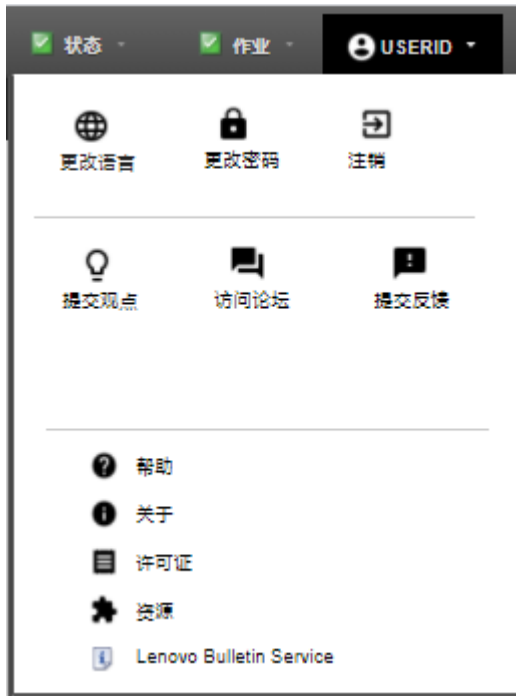 状态 作业 USERID
更改语言 更改密码 注销
提交观点 访问论坛 提交反馈
帮助
关于
许可证
资源
Lenovo Bulletin Service